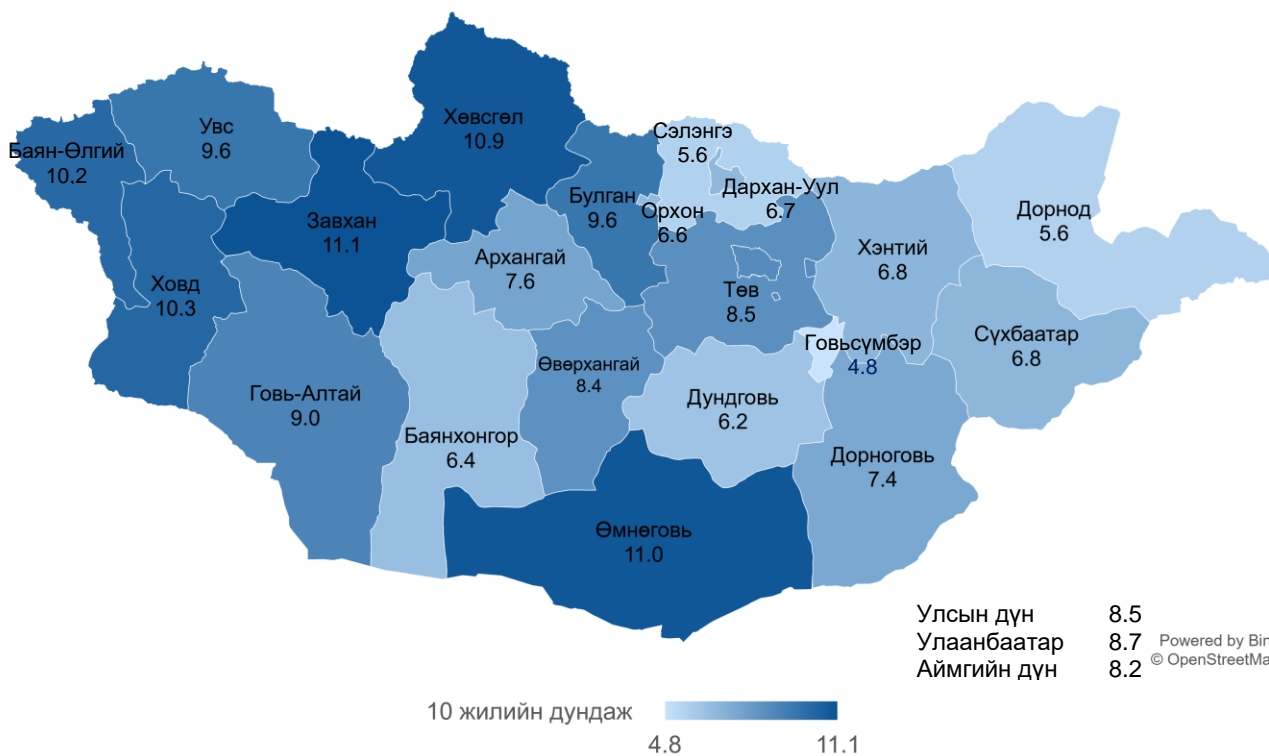 Увс
9.6
Баян-Өлгий
10.2
Хөвсгөл
10.9
Сэлэнгэ
5.6
Дархан-Уул
6.7
Булган
9.6
Орхон
6.6
Дорнод
5.6
Завхан
11.1
Архангай
7.6
Хэнтий
6.8
Ховд
10.3
Төв
8.5
Сүхбаатар
6.8
Говьсүмбэр
4.8
Өвөрхангай
8.4
Говь-Алтай
9.0
Дундговь
6.2
Баянхонгор
6.4
Дорноговь
7.4
Өмнөговь
11.0
Улсын дүн 8.5
Улаанбаатар 8.7
Аймгийн дүн 8.2
Powered by Bin
© OpenStreetMa
10 жилийн дундаж
4.8 11.1